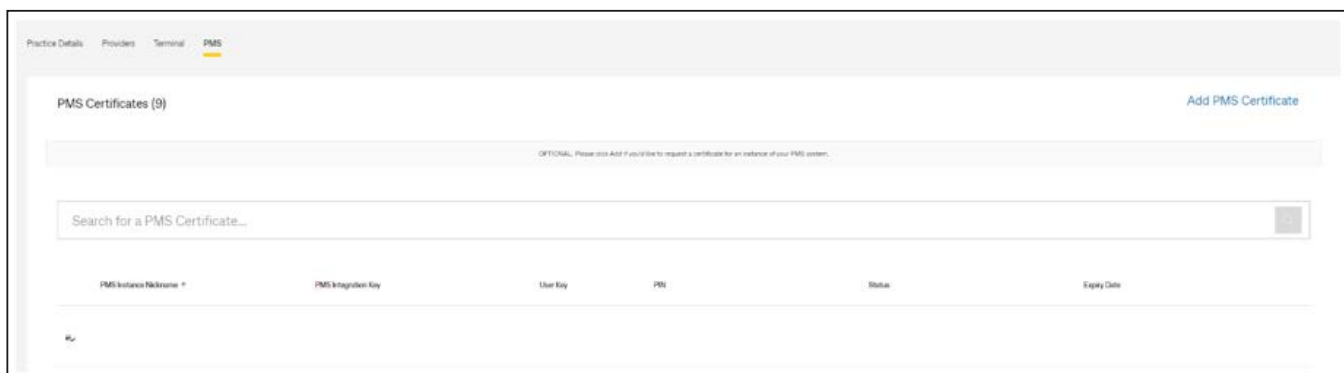 Practice Details Providers Terminal PMS
PMS Certificates (9)
Add PMS Certificate
OPTIONAL, Please click Add if you'd like to request a certificate for an instance of your PMS system.
Search for a PMS Certificate...
PMS Instance Nickname PMS Integration Key User Key PIN Status Expiry Date